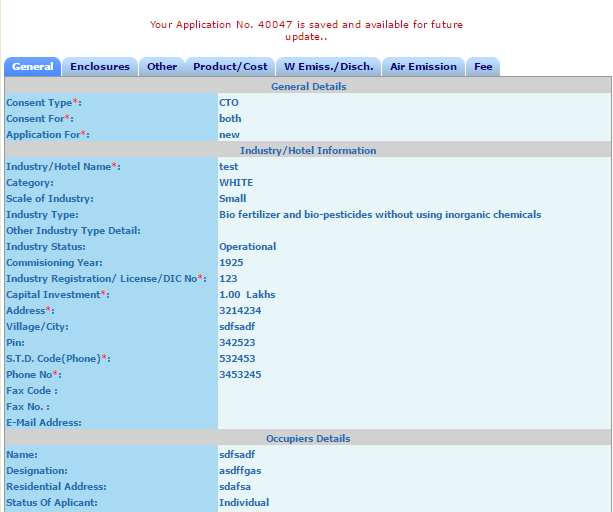 Your Application No. 40047 is saved and available for future
update..
General Enclosures Other Product/Cost W Emiss./Disch. Air Emission Fee
General Details
Consent Type*: CTO
Consent For*: both
Application For*: new
Industry/Hotel Information
Industry/Hotel Name*: test
Category: WHITE
Scale of Industry: Small
Industry Type: Bio fertilizer and bio-pesticides without using inorganic chemicals
Other Industry Type Detail:
Industry Status: Operational
Commisioning Year: 1925
Industry Registration/ License/DIC No*: 123
Capital Investment*: 1.00 Lakhs
Address*: 3214234
Village/City: sdfsadf
Pin: 342523
S.T.D. Code(Phone)*: 532453
Phone No*: 3453245
Fax Code :
Fax No. :
E-Mail Address:
Occupiers Details
Name: sdfsadf
Designation: asdffgas
Residential Address: sdafsa
Status Of Aplicant: Individual